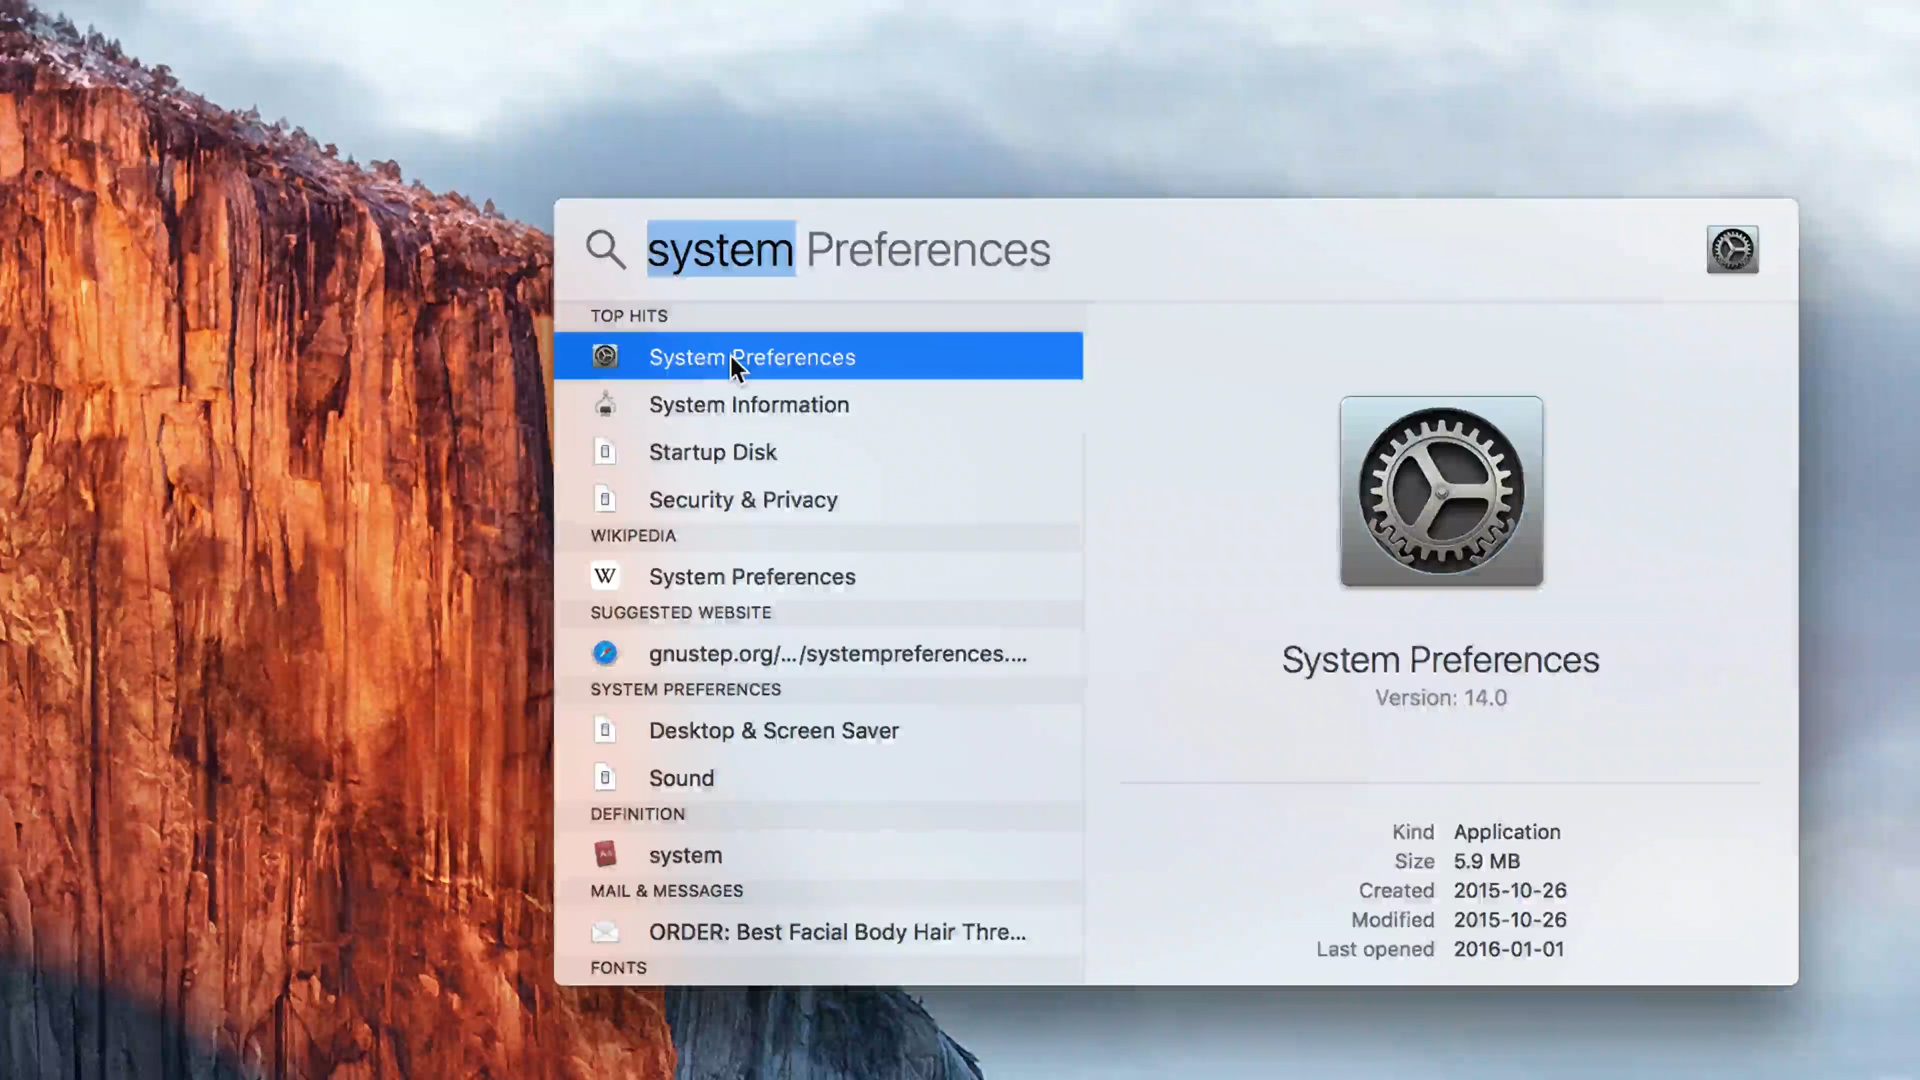 system Preferences
TOP HITS
System Preferences
System Information
Startup Disk
Security & Privacy
WIKIPEDIA
W
System Preferences
SUGGESTED WEBSITE
gnustep.org/.../systempreferences....
SYSTEM PREFERENCES
Desktop & Screen Saver
Sound
DEFINITION
system
MAIL & MESSAGES
ORDER: Best Facial Body Hair Thre...
FONTS
System Preferences
Version: 14.0
Kind Application
Size 5.9 MB
Created 2015-10-26
Modified 2015-10-26
Last opened 2016-01-01